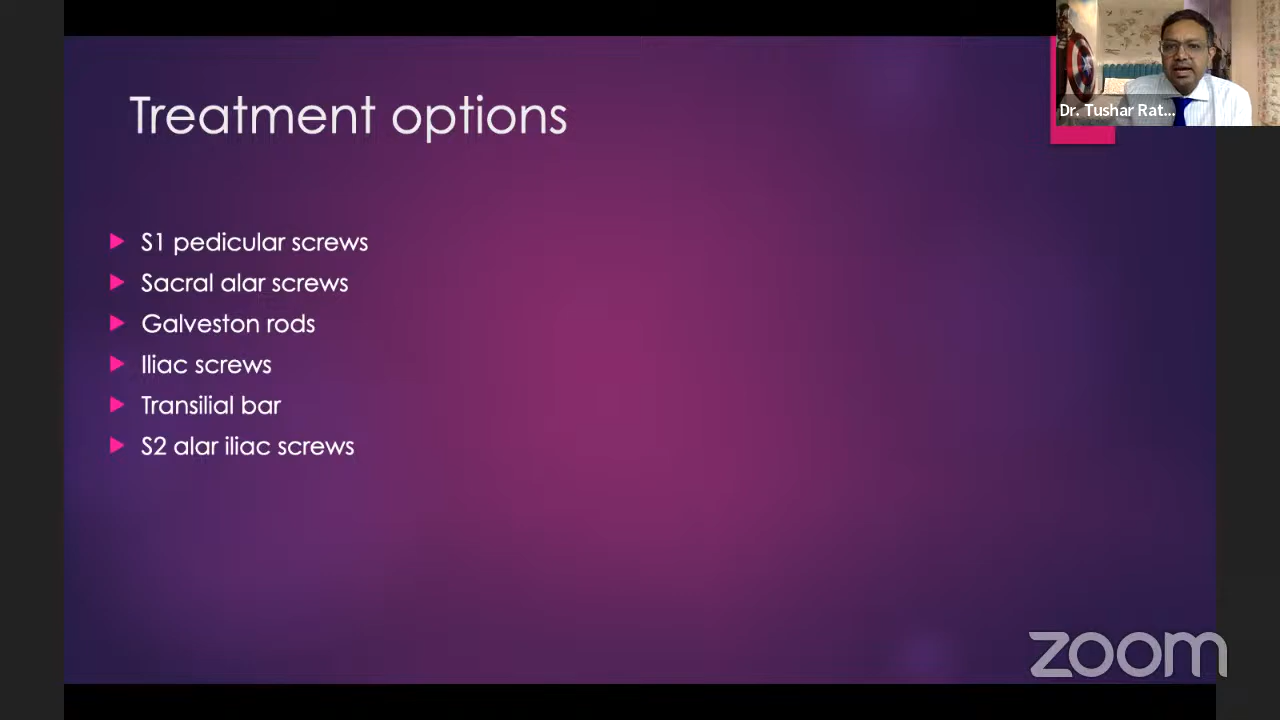 Treatment options
Dr. Tushar Rat...
S1 pedicular screws
Sacral alar screws
Galveston rods
Iliac screws
Transilial bar
S2 alar iliac screws
zoom